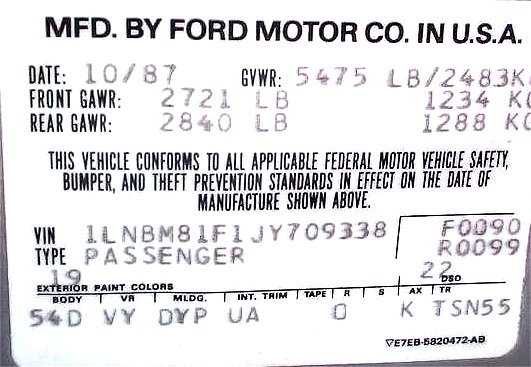 MFD. BY FORD MOTOR CO. IN U.S.A.
DATE: 10/87 GVWR: 5475 LB/2483K
FRONT GAWR: 2721 LB 1234 KG
REAR GAWR: 2840 LB 1288 KG
THIS VEHICLE CONFORMS TO ALL APPLICABLE FEDERAL MOTOR VEHICLE SAFETY,
BUMPER, AND THEFT PREVENTION STANDARDS IN EFFECT ON THE DATE OF
MANUFACTURE SHOWN ABOVE.
VIN 1LNBM81F1JY709338 F0090
TYPE PASSENGER R0099
19 22
EXTERIOR PAINT COLORS DSO
BODY VR MLDG. INT. TRIM TAPE R S AX TR
54D VY DYP UA O K TSN55
▽E7EB-5820472-AB